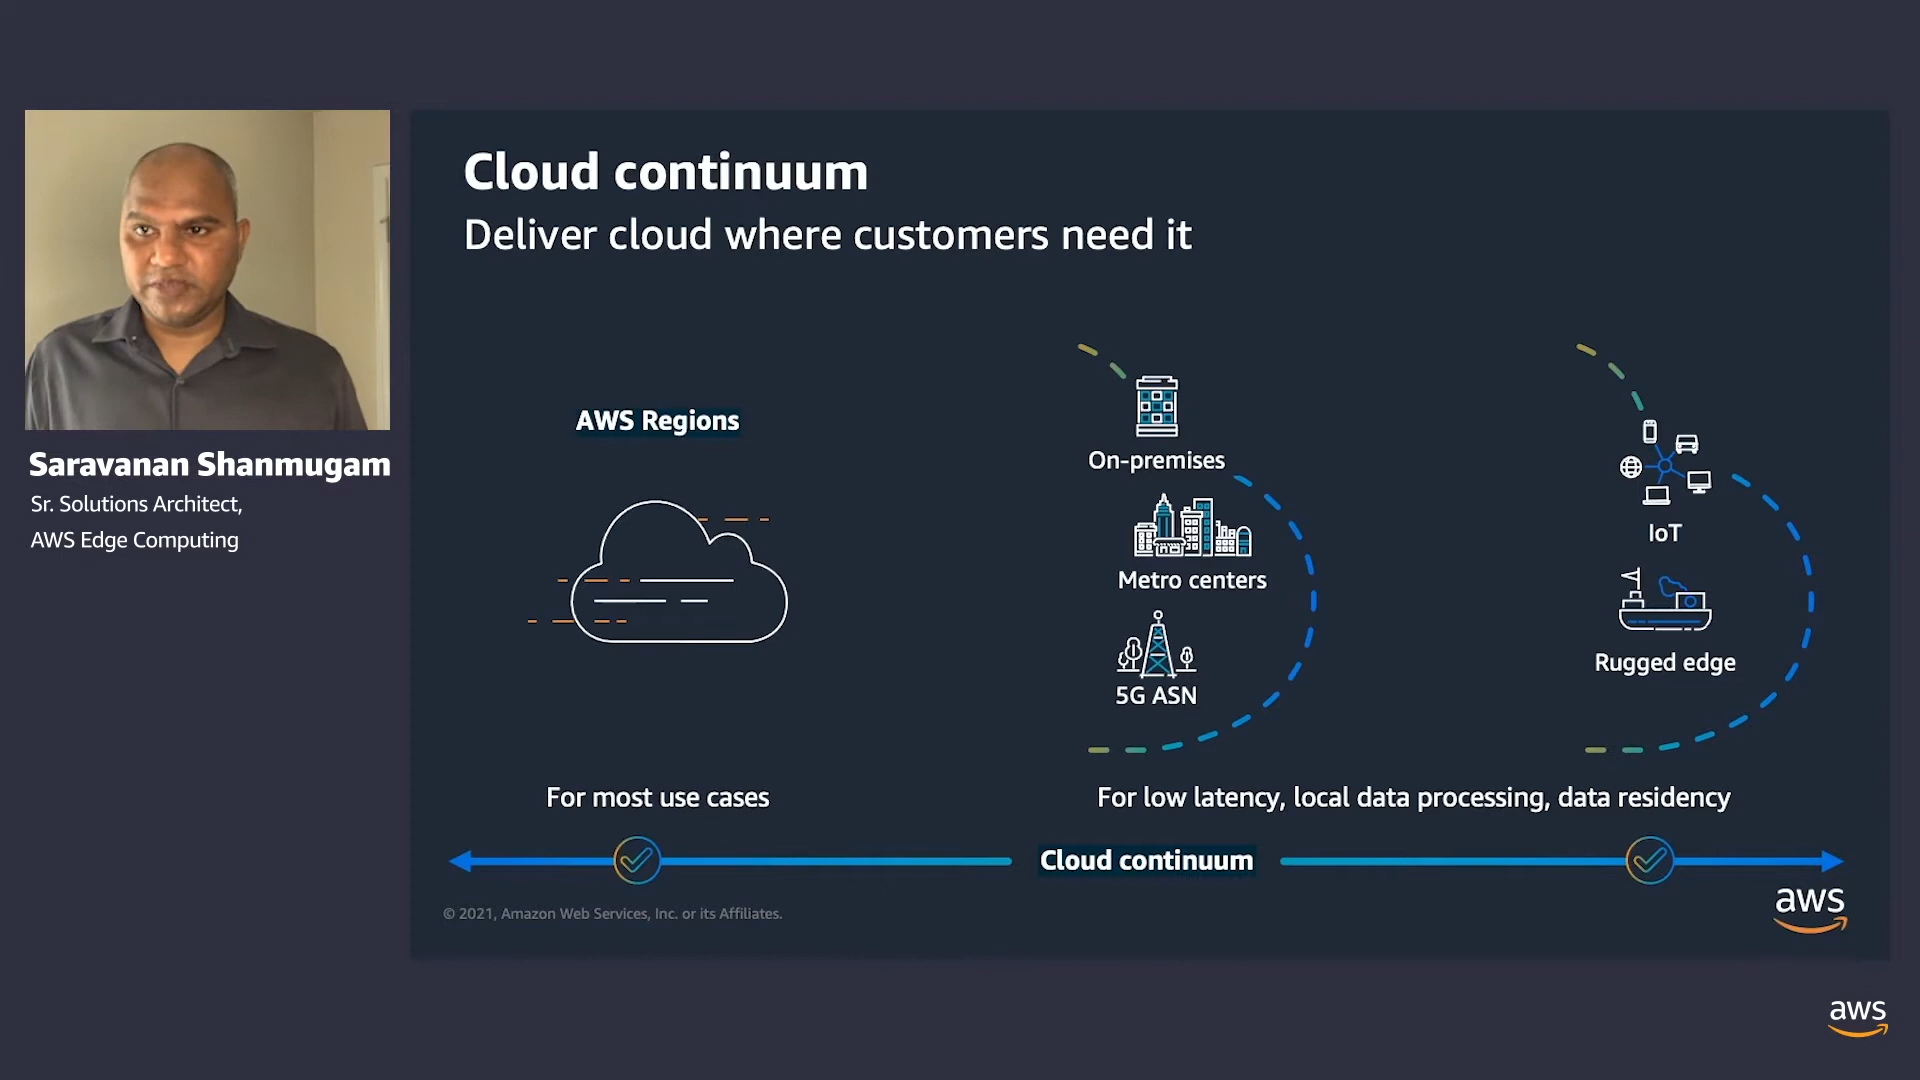 Cloud continuum
Deliver cloud where customers need it
Saravanan Shanmugam
Sr. Solutions Architect,
AWS Edge Computing
AWS Regions
On-premises
Metro centers
5G ASN
IoT
Rugged edge
For most use cases
For low latency, local data processing, data residency
Cloud continuum
© 2021, Amazon Web Services, Inc. or its Affiliates.
aws
aws